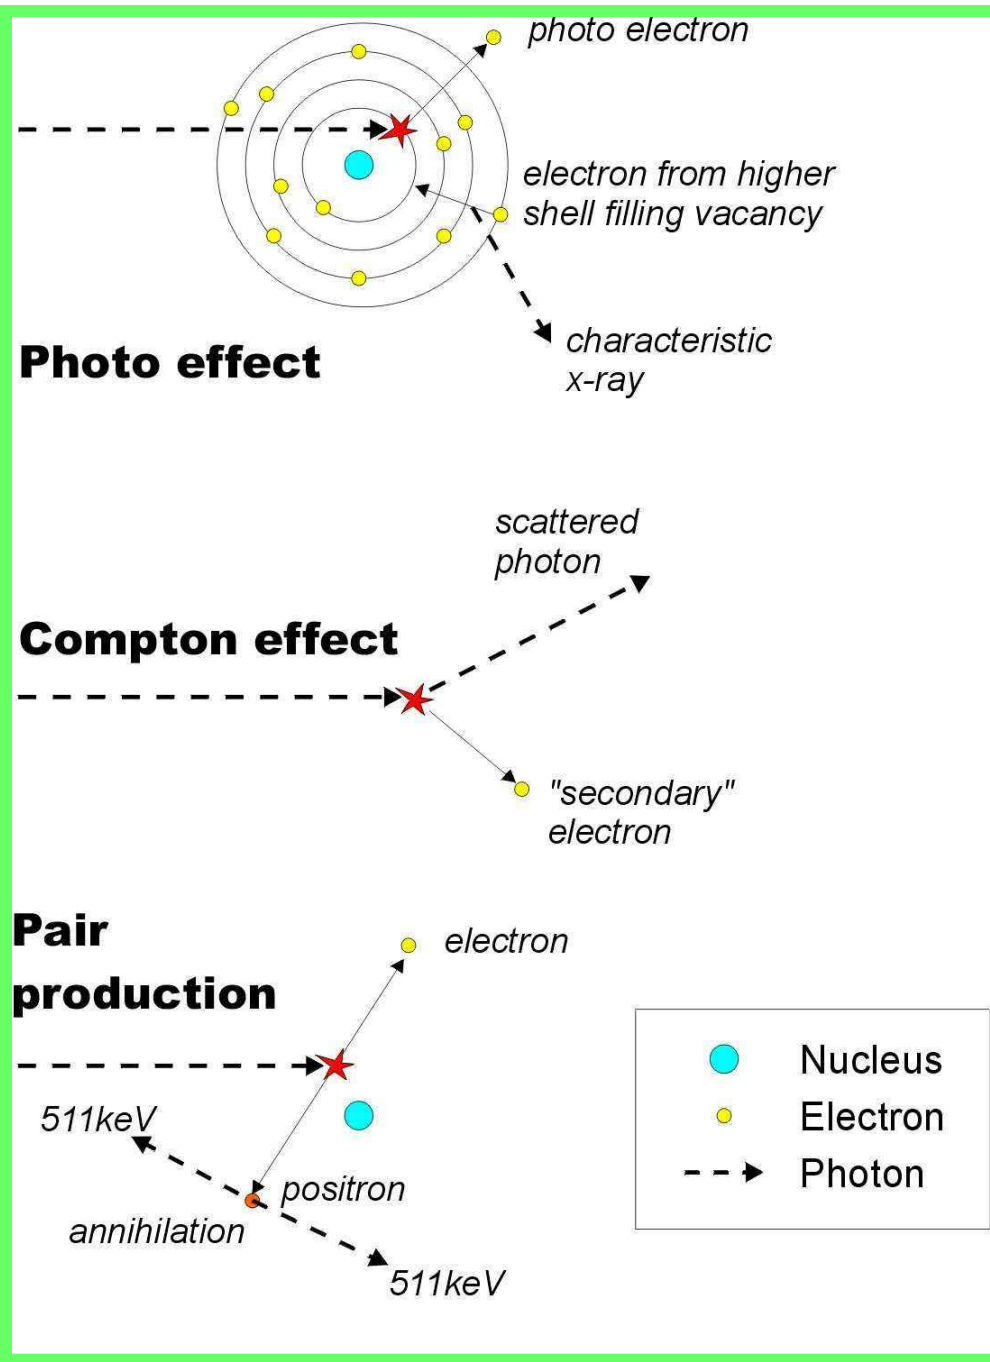 photo electron
electron from higher
shell filling vacancy
characteristic
x-ray
Photo effect
scattered
photon
Compton effect
"secondary"
electron
Pair
production
electron
511keV
positron
annihilation
511keV
Nucleus
Electron
Photon